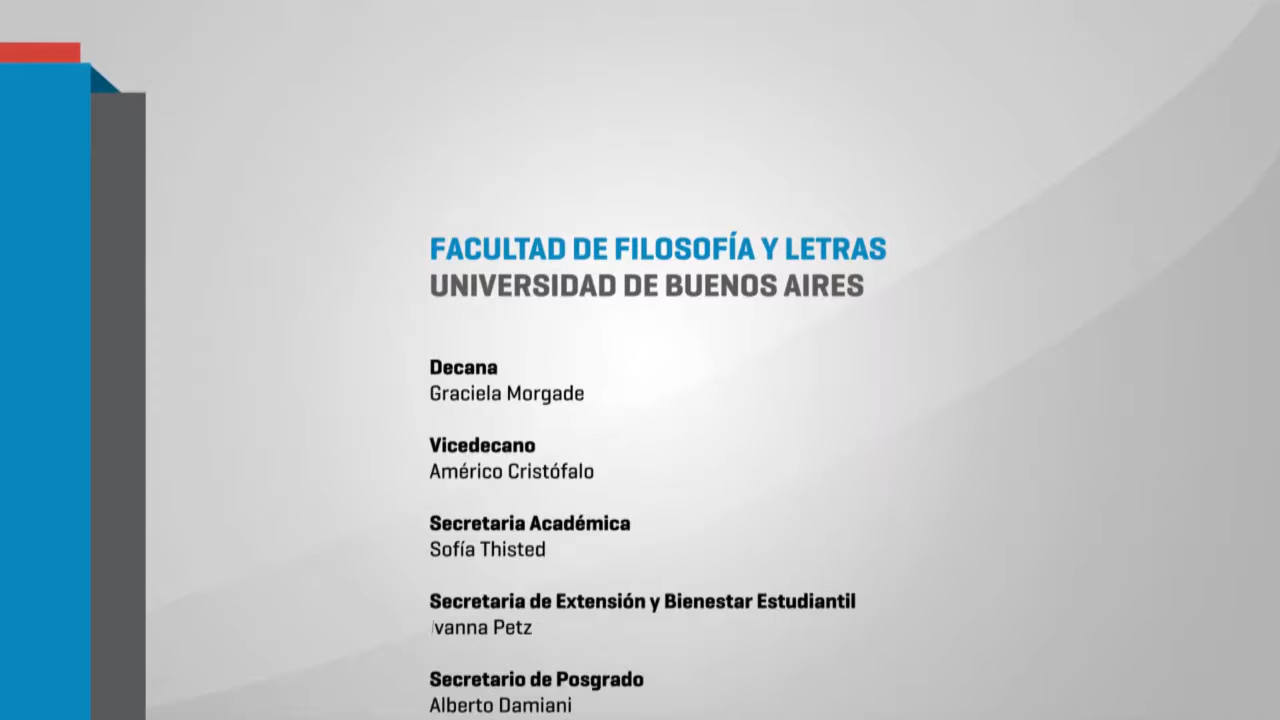 FACULTAD DE FILOSOFÍA Y LETRAS
UNIVERSIDAD DE BUENOS AIRES
Decana
Graciela Morgade
Vicedecano
Américo Cristófalo
Secretaria Académica
Sofía Thisted
Secretaria de Extensión y Bienestar Estudiantil
Ivanna Petz
Secretario de Posgrado
Alberto Damiani